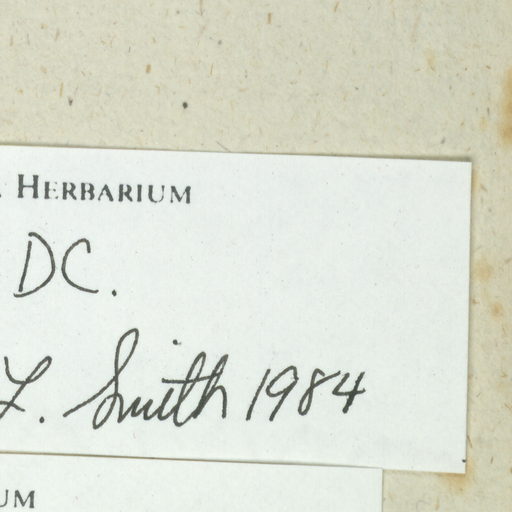 HERBARIUM
DC.
L. Smith 1984
UM